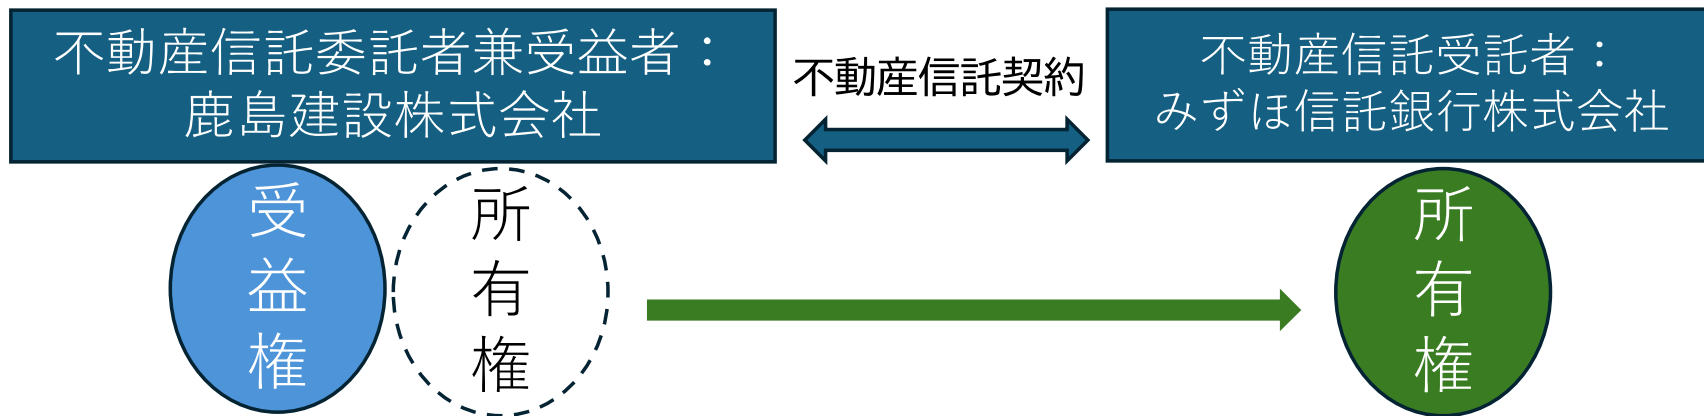 不動産信託委託者兼受益者：
鹿島建設株式会社
不動産信託契約
不動産信託受託者：
みずほ信託銀行株式会社
受益権
所有権
所有権